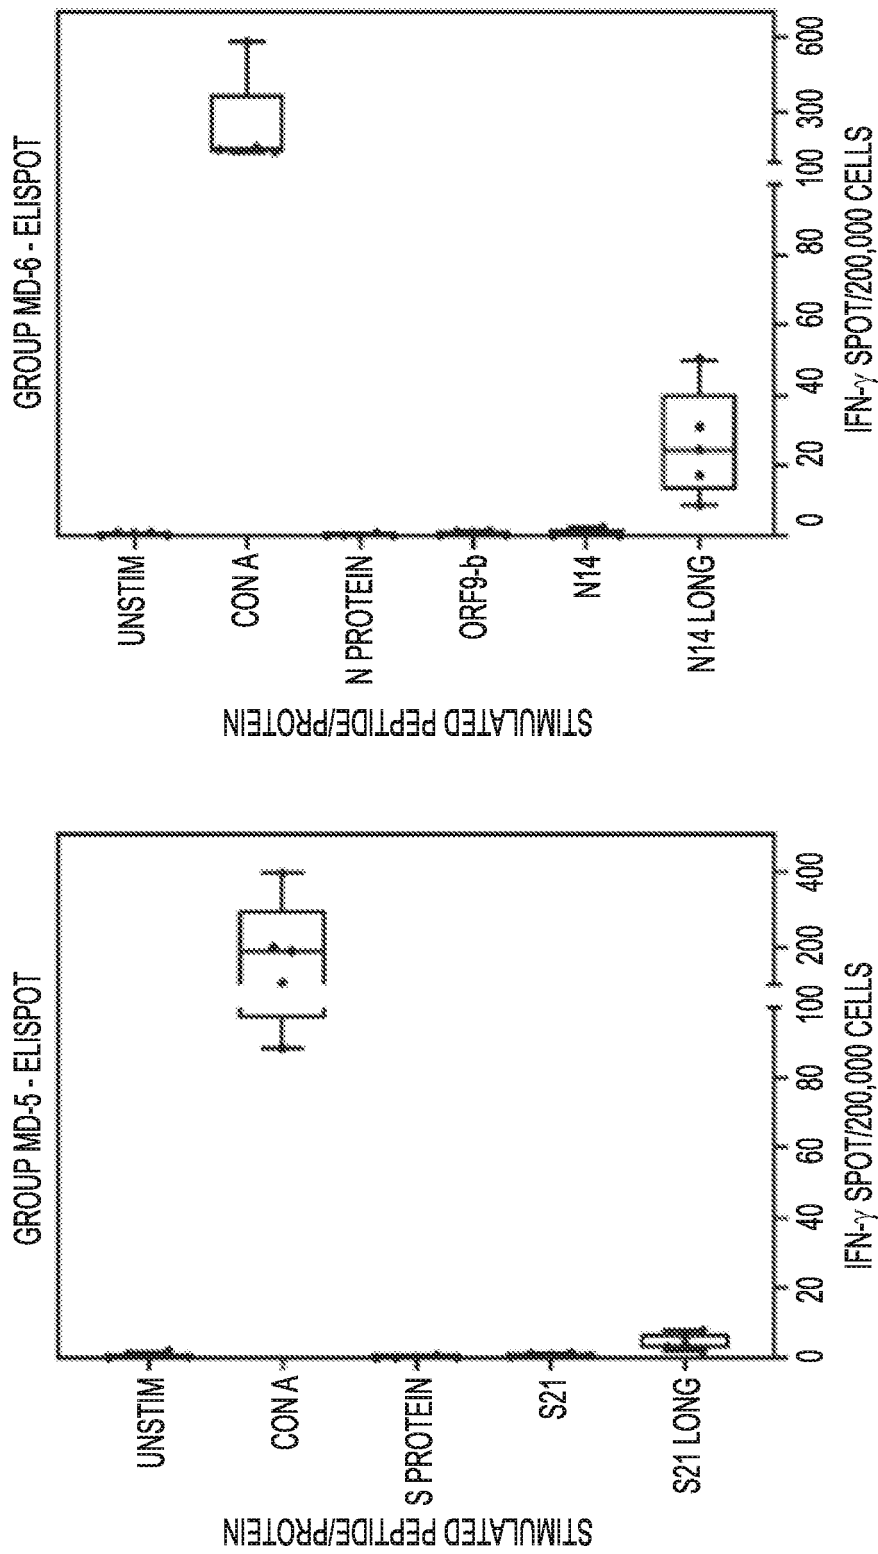 GROUP MD-5 - ELISPOT
STIMULATED PEPTIDE/PROTEIN
UNSTIM
CON A
S PROTEIN
S21
S21 LONG
0 20 40 60 80 100 200 400
IFN-γ SPOT/200,000 CELLS
GROUP MD-6 - ELISPOT
STIMULATED PEPTIDE/PROTEIN
UNSTIM
CON A
N PROTEIN
ORF9-b
N14
N14 LONG
0 20 40 60 80 100 300 600
IFN-γ SPOT/200,000 CELLS